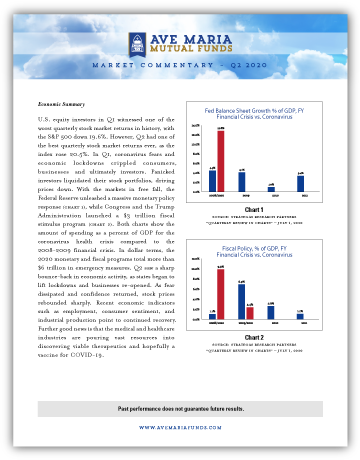 AVE MARIA
MUTUAL FUNDS
MARKET COMMENTARY – Q2 2020
Economic Summary
U.S. equity investors in Q1 witnessed one of
worst quarterly stock market returns in history, with
the S&P 500 down 19.6%. However, Q2 had one of
the best quarterly stock market returns ever, as the
index rose 20.5%. In Q1, coronavirus fears and
economic lockdowns crippled consumers,
businesses and ultimately investors. Panicked
investors liquidated their stock portfolios, driving
prices down. With the markets in free fall, the
Federal Reserve unleashed a massive monetary policy
response (CHART 1), while Congress and the Trump
Administration launched a $3 trillion fiscal
stimulus program (CHART 2). Both charts show the
amount of spending as a percent of GDP for the
coronavirus health crisis compared to the
2008-2009 financial crisis. In dollar terms, the
2020 monetary and fiscal programs total more than
$6 trillion in emergency measures. Q2 saw a sharp
bounce-back in economic activity, as states began to
lift lockdowns and businesses re-opened. As fear
dissipated and confidence returned, stock prices
rebounded sharply. Recent economic indicators
such as employment, consumer sentiment, and
industrial production point to continued recovery.
Further good news is that the medical and healthcare
industries are pouring vast resources into
discovering viable therapeutics and hopefully a
vaccine for COVID-19.
Fed Balance Sheet Growth % of GDP, FY
Financial Crisis vs. Coronavirus
Chart 1
SOURCE: STRATEGAS RESEARCH PARTNERS
"QUARTERLY REVIEW IN CHARTS" – JULY 1, 2020
Fiscal Policy, % of GDP, FY
Financial Crisis vs. Coronavirus
Chart 2
SOURCE: STRATEGAS RESEARCH PARTNERS
"QUARTERLY REVIEW IN CHARTS" – JULY 1, 2020
Past performance does not guarantee future results.
WWW.AVEMARIAFUNDS.COM